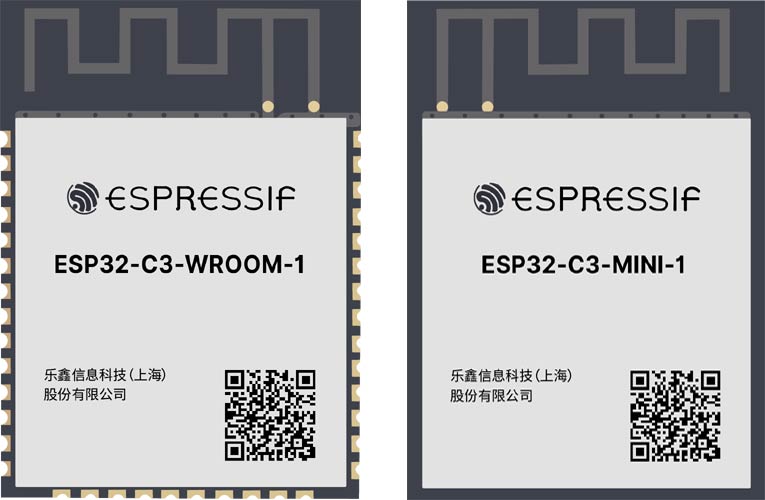 ESPRESSIF
ESP32-C3-WROOM-1
乐鑫信息科技(上海)
股份有限公司
ESPRESSIF
ESP32-C3-MINI-1
乐鑫信息科技(上海)
股份有限公司